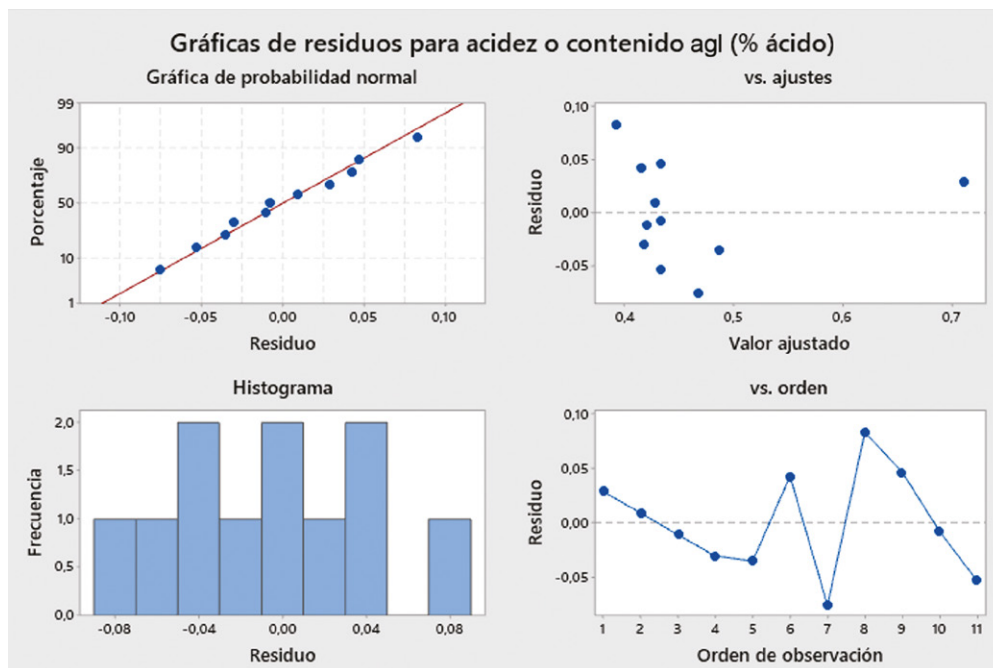 Gráficas de residuos para acidez o contenido agl (% ácido)
Gráfica de probabilidad normal
99
90
50
10
1
Porcentaje
-0,10 -0,05 0,00 0,05 0,10
Residuo
vs. ajustes
0,10
0,05
0,00
-0,05
Residuo
0,4 0,5 0,6 0,7
Valor ajustado
Histograma
2,0
1,5
1,0
0,5
0,0
Frecuencia
-0,08 -0,04 0,00 0,04 0,08
Residuo
vs. orden
0,10
0,05
0,00
-0,05
Residuo
1 2 3 4 5 6 7 8 9 10 11
Orden de observación